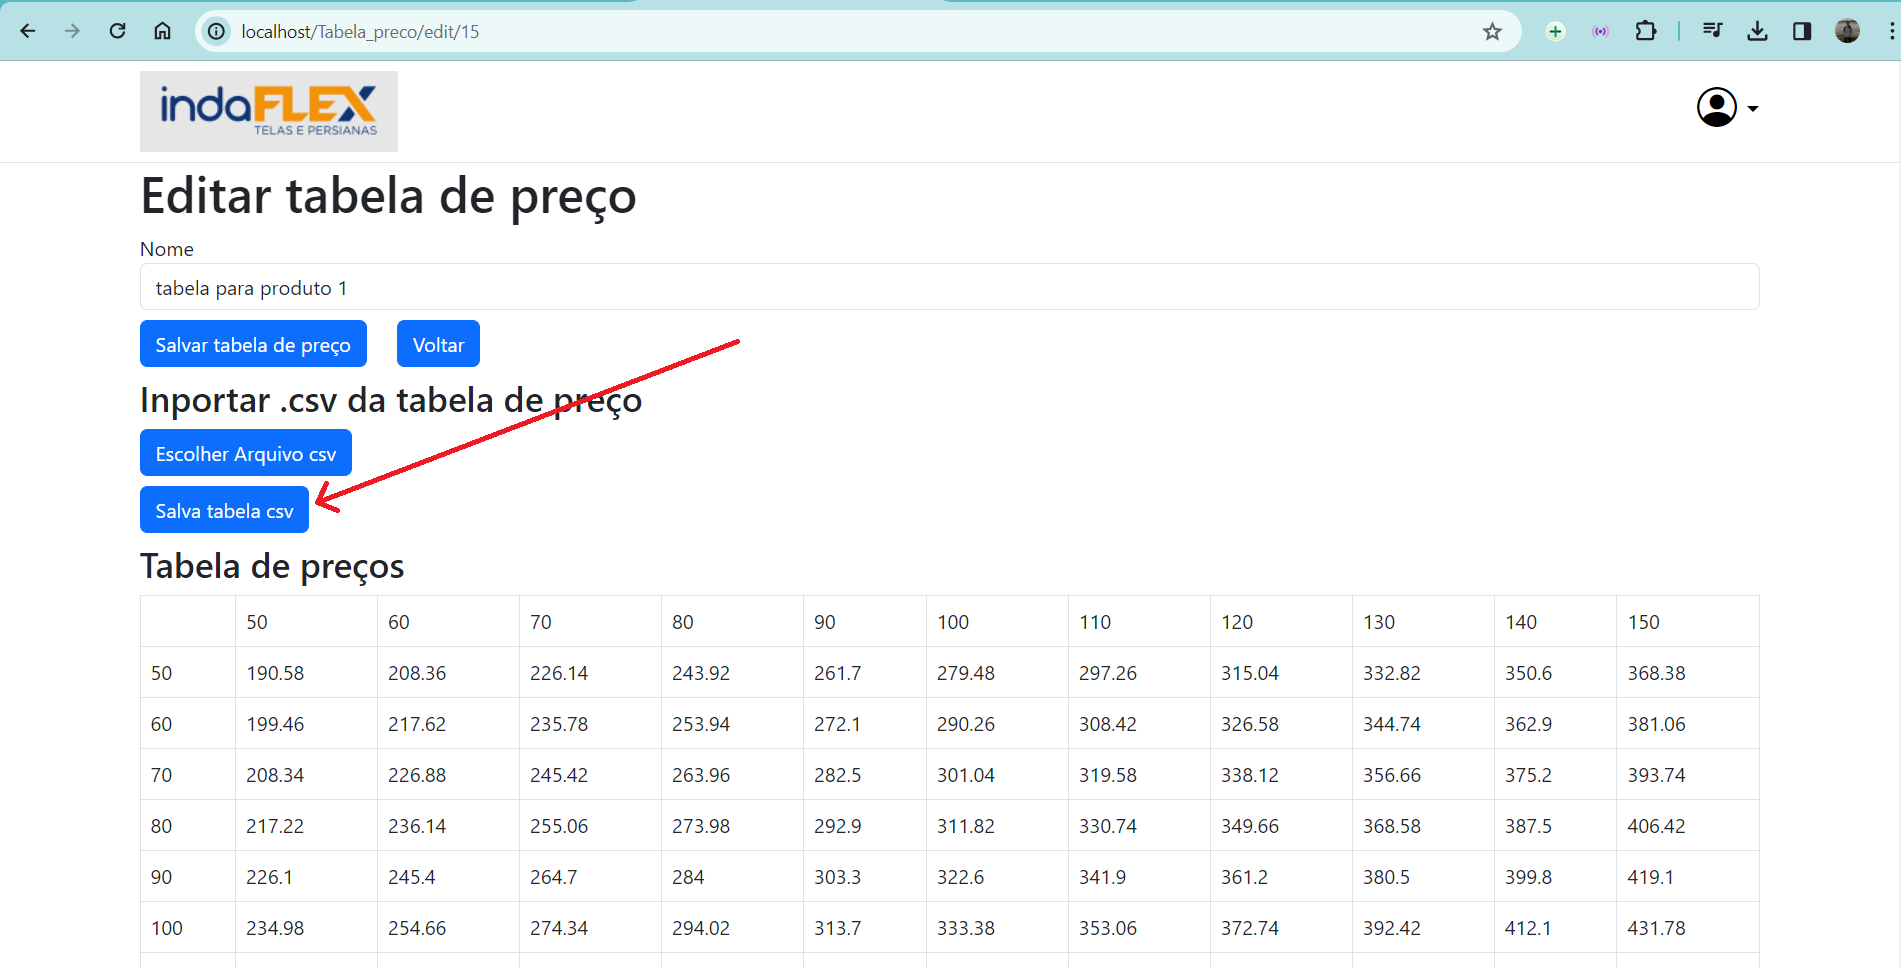 localhost/Tabela_preco/edit/15
indaFLEX
TELAS E PERSIANAS
Editar tabela de preço
Nome
tabela para produto 1
Salvar tabela de preço Voltar
Inportar .csv da tabela de preço
Escolher Arquivo csv
Salva tabela csv
Tabela de preços
50 60 70 80 90 100 110 120 130 140 150
50 190.58 208.36 226.14 243.92 261.7 279.48 297.26 315.04 332.82 350.6 368.38
60 199.46 217.62 235.78 253.94 272.1 290.26 308.42 326.58 344.74 362.9 381.06
70 208.34 226.88 245.42 263.96 282.5 301.04 319.58 338.12 356.66 375.2 393.74
80 217.22 236.14 255.06 273.98 292.9 311.82 330.74 349.66 368.58 387.5 406.42
90 226.1 245.4 264.7 284 303.3 322.6 341.9 361.2 380.5 399.8 419.1
100 234.98 254.66 274.34 294.02 313.7 333.38 353.06 372.74 392.42 412.1 431.78